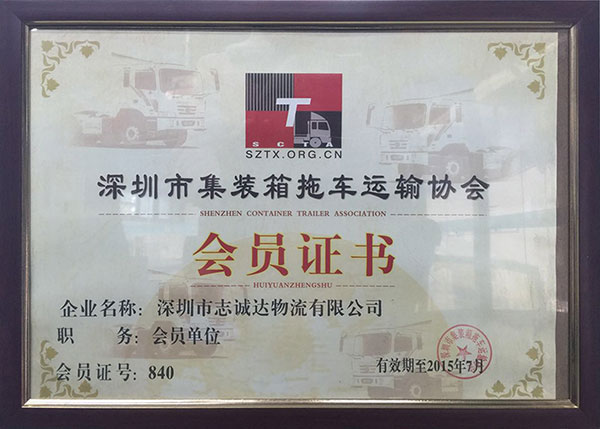 T
SCTA
SZTX.ORG.CN
深圳市集装箱拖车运输协会
SHENZHEN CONTAINER TRAILER ASSOCIATION
会员证书
HUIYUANZHENGSHU
企业名称：深圳市志诚达物流有限公司
职 务：会员单位
会员证号：840
有效期至2015年7月